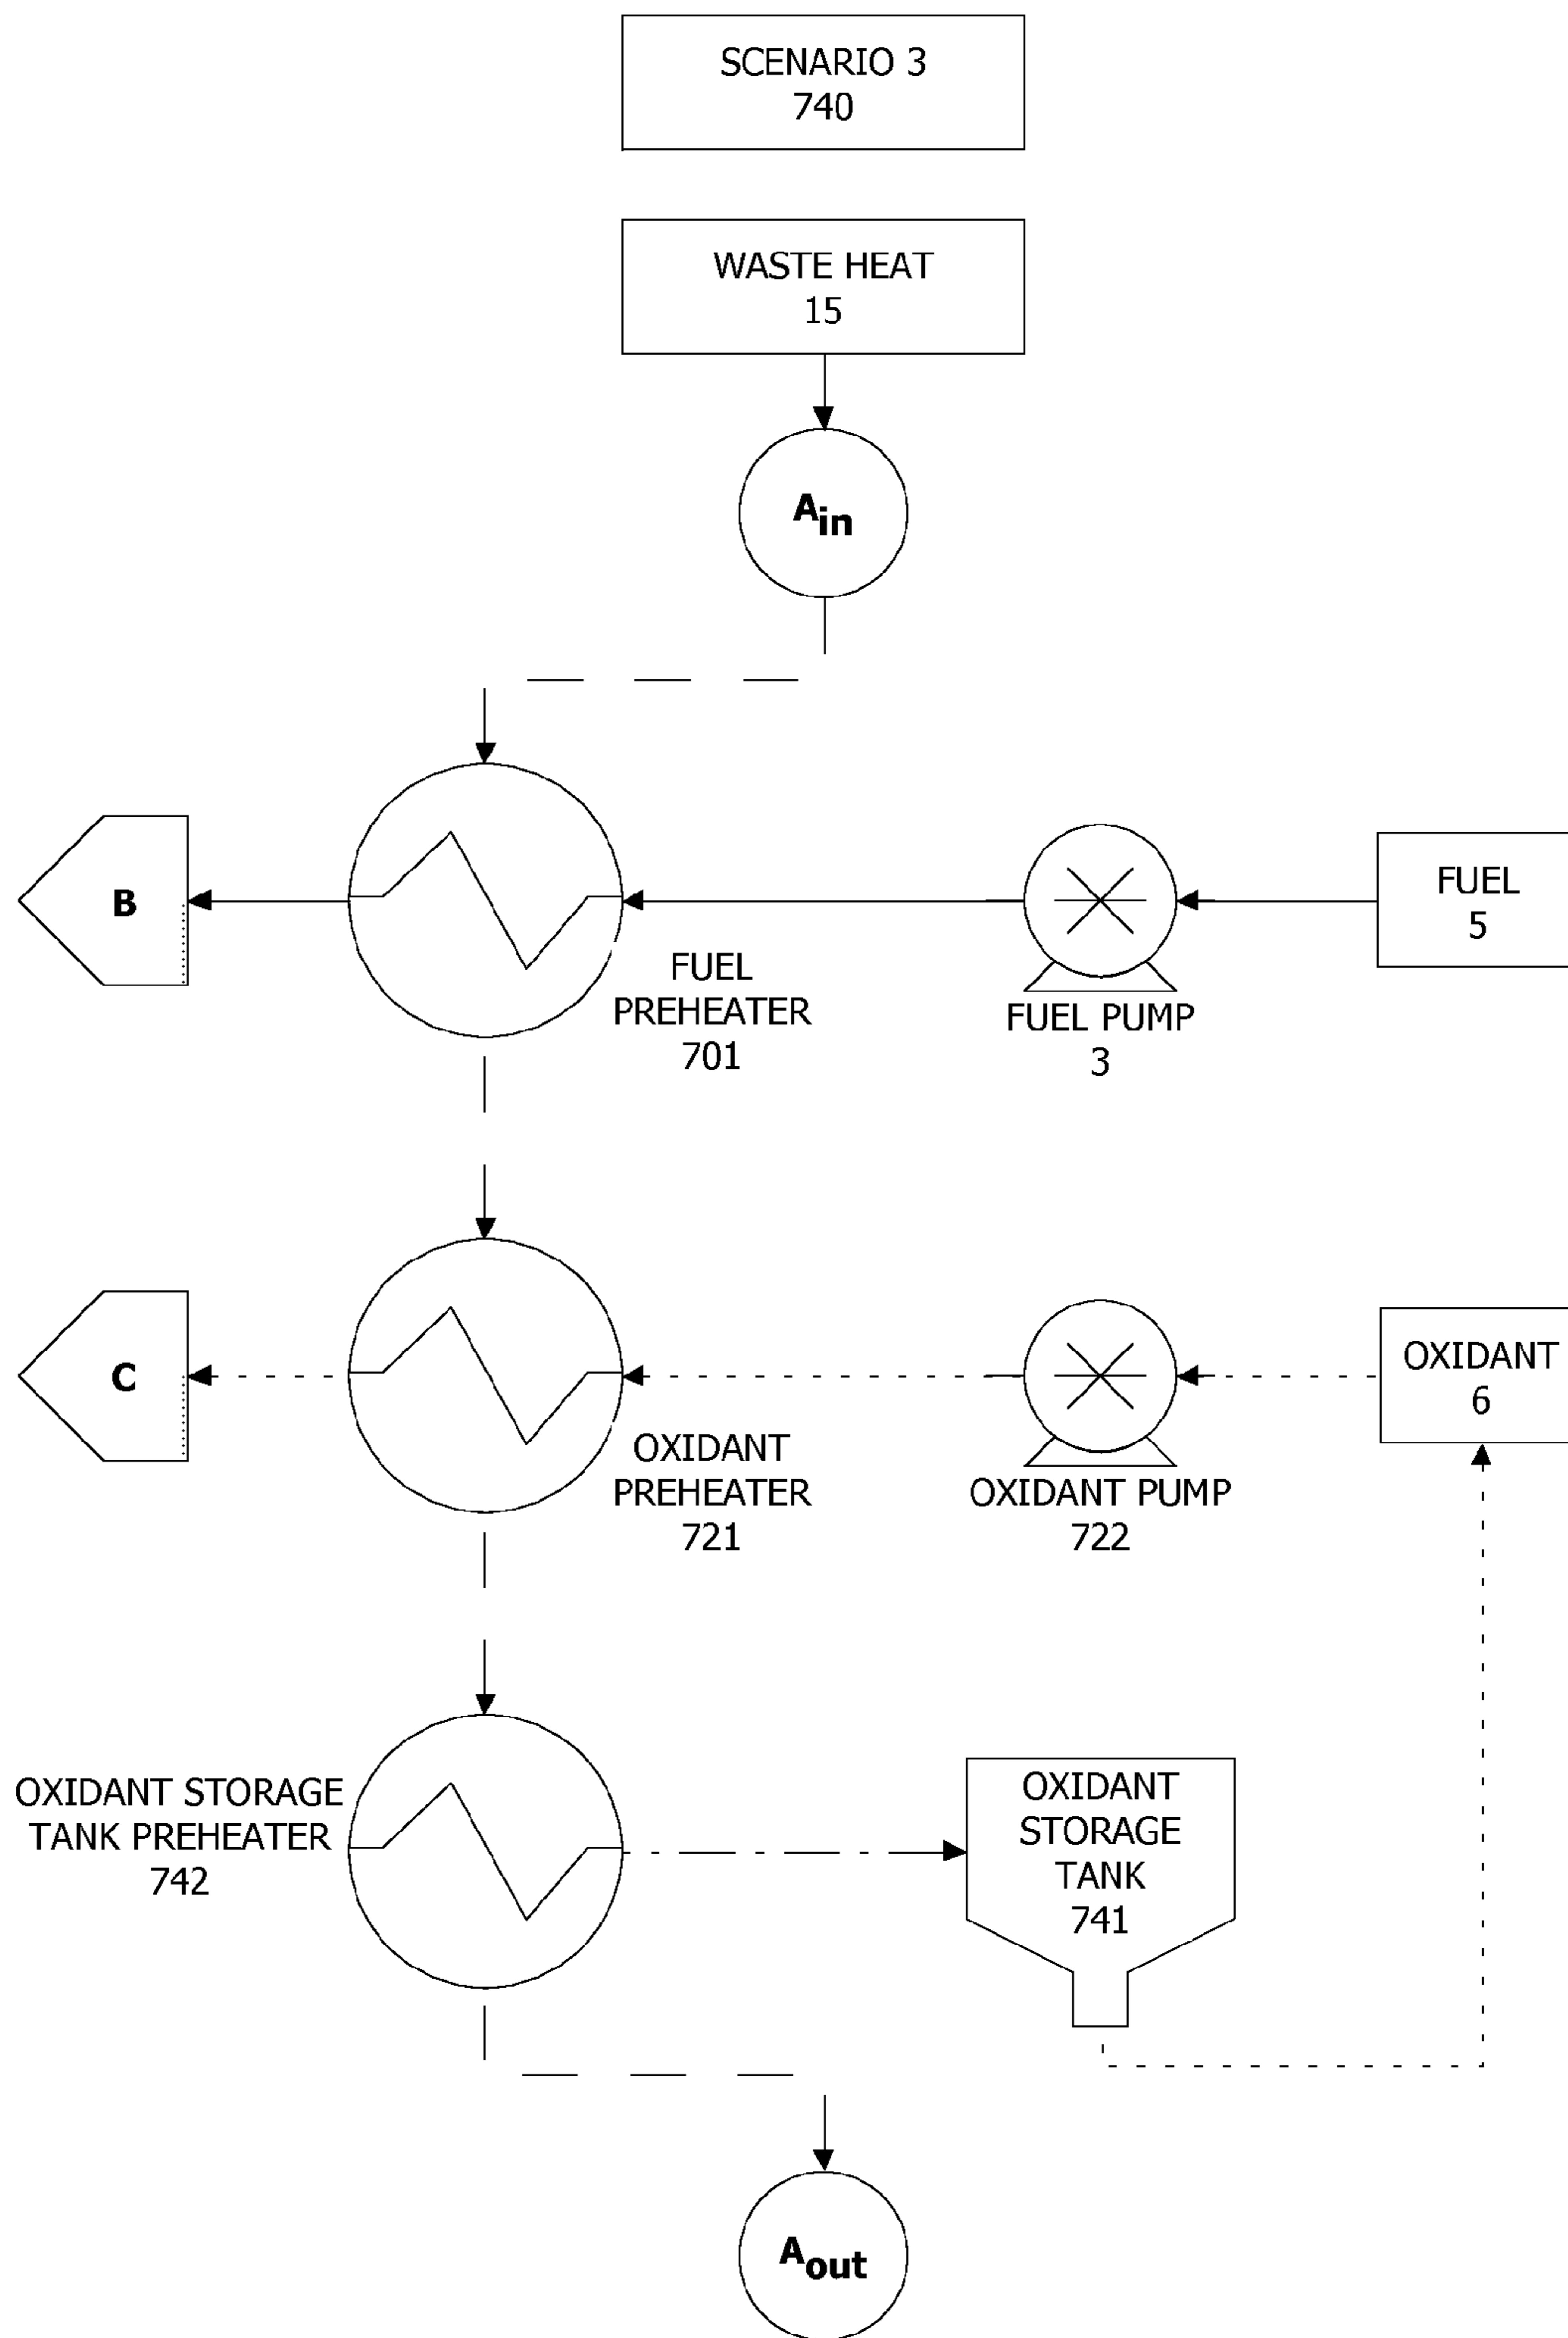 SCENARIO 3
740
WASTE HEAT
15
Ain
B
FUEL
5
FUEL
PREHEATER
701
FUEL PUMP
3
C
OXIDANT
6
OXIDANT
PREHEATER
721
OXIDANT PUMP
722
OXIDANT STORAGE
TANK PREHEATER
742
OXIDANT
STORAGE
TANK
741
Aout